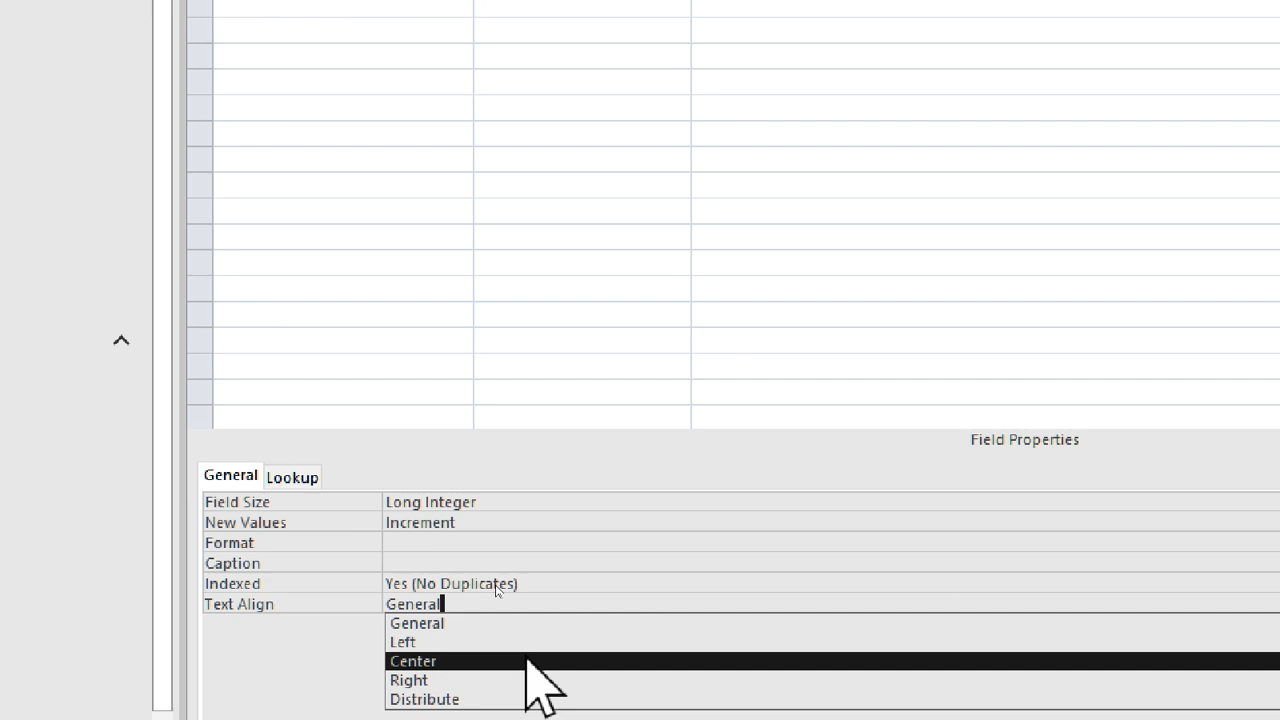 Field Properties
General Lookup
Field Size Long Integer
New Values Increment
Format
Caption
Indexed Yes (No Duplicates)
Text Align General
General
Left
Center
Right
Distribute